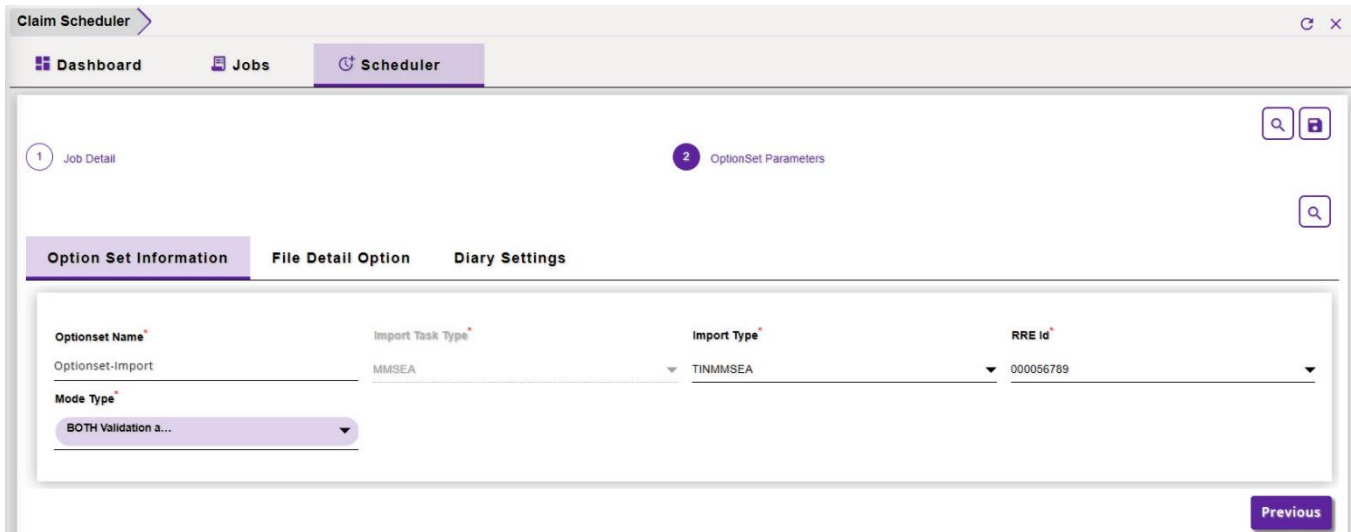 Claim Scheduler
Dashboard Jobs Scheduler
1 Job Detail 2 OptionSet Parameters
Option Set Information File Detail Option Diary Settings
Optionset Name* Import Task Type* Import Type* RRE Id*
Optionset-Import MMSEA TINMMSEA 000056789
Mode Type*
BOTH Validation a...
Previous